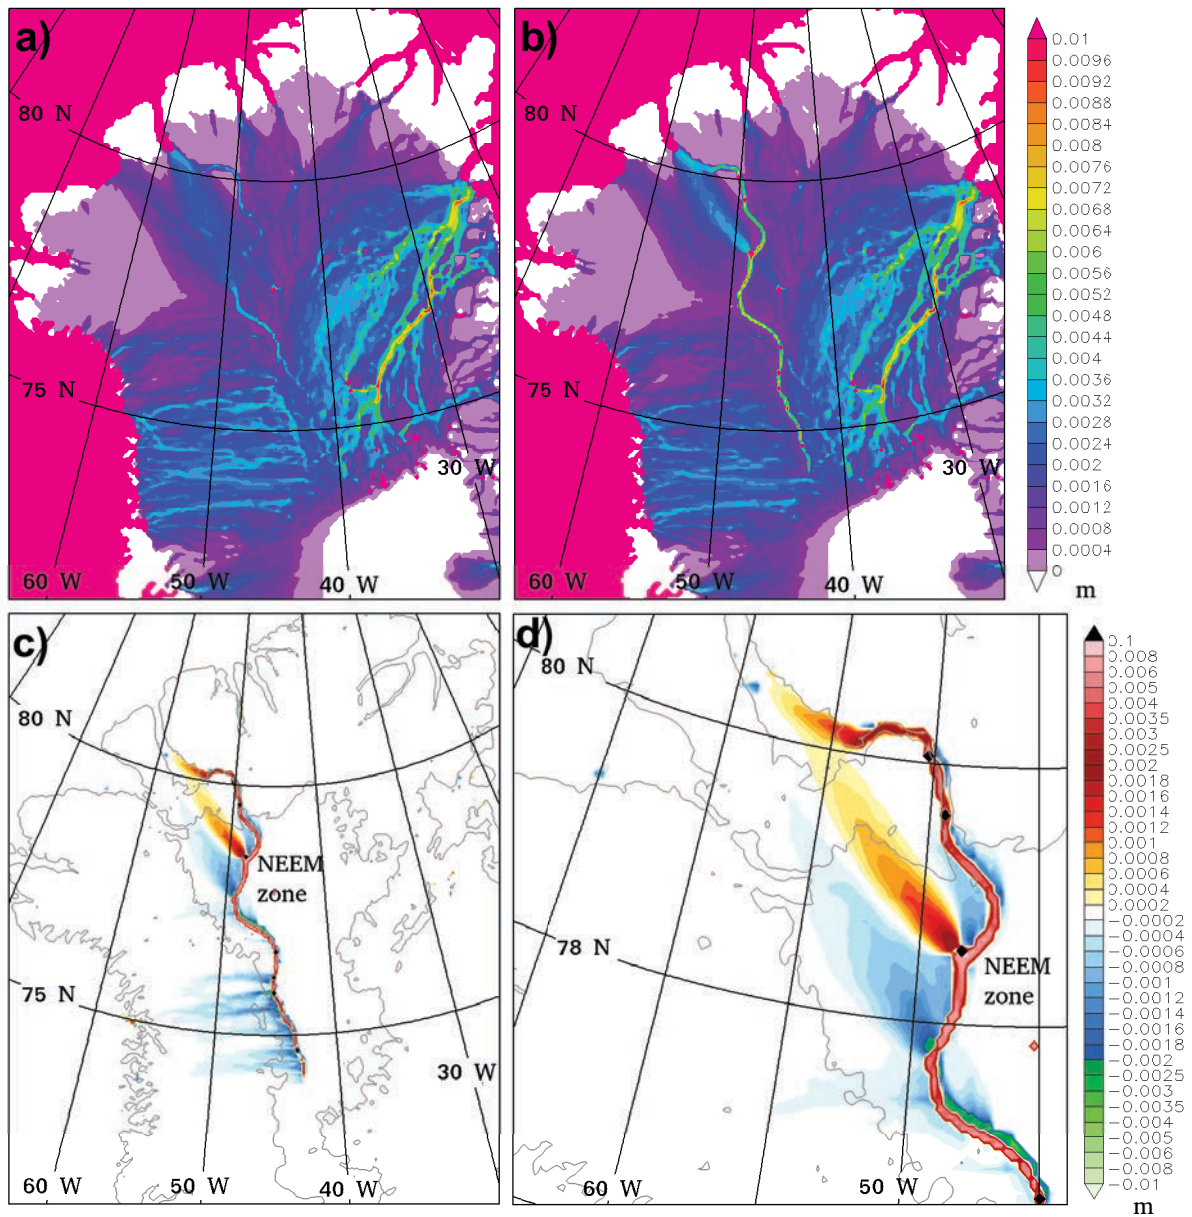 a)
80 N
75 N
60 W
50 W
40 W
30 W
b)
80 N
75 N
60 W
50 W
40 W
30 W
0.01
0.0096
0.0092
0.0088
0.0084
0.008
0.0076
0.0072
0.0068
0.0064
0.006
0.0056
0.0052
0.0048
0.0044
0.004
0.0036
0.0032
0.0028
0.0024
0.002
0.0016
0.0012
0.0008
0.0004
0
m
c)
80 N
NEEM
zone
75 N
30 W
60 W
50 W
40 W
d)
80 N
78 N
NEEM
zone
60 W
50 W
0.1
0.008
0.006
0.005
0.004
0.0035
0.003
0.0025
0.002
0.0018
0.0016
0.0014
0.0012
0.001
0.0008
0.0006
0.0004
0.0002
-0.0002
-0.0004
-0.0006
-0.0008
-0.0012
-0.0014
-0.0016
-0.0018
-0.002
-0.0025
-0.003
-0.0035
-0.004
-0.005
-0.006
-0.008
-0.01
m